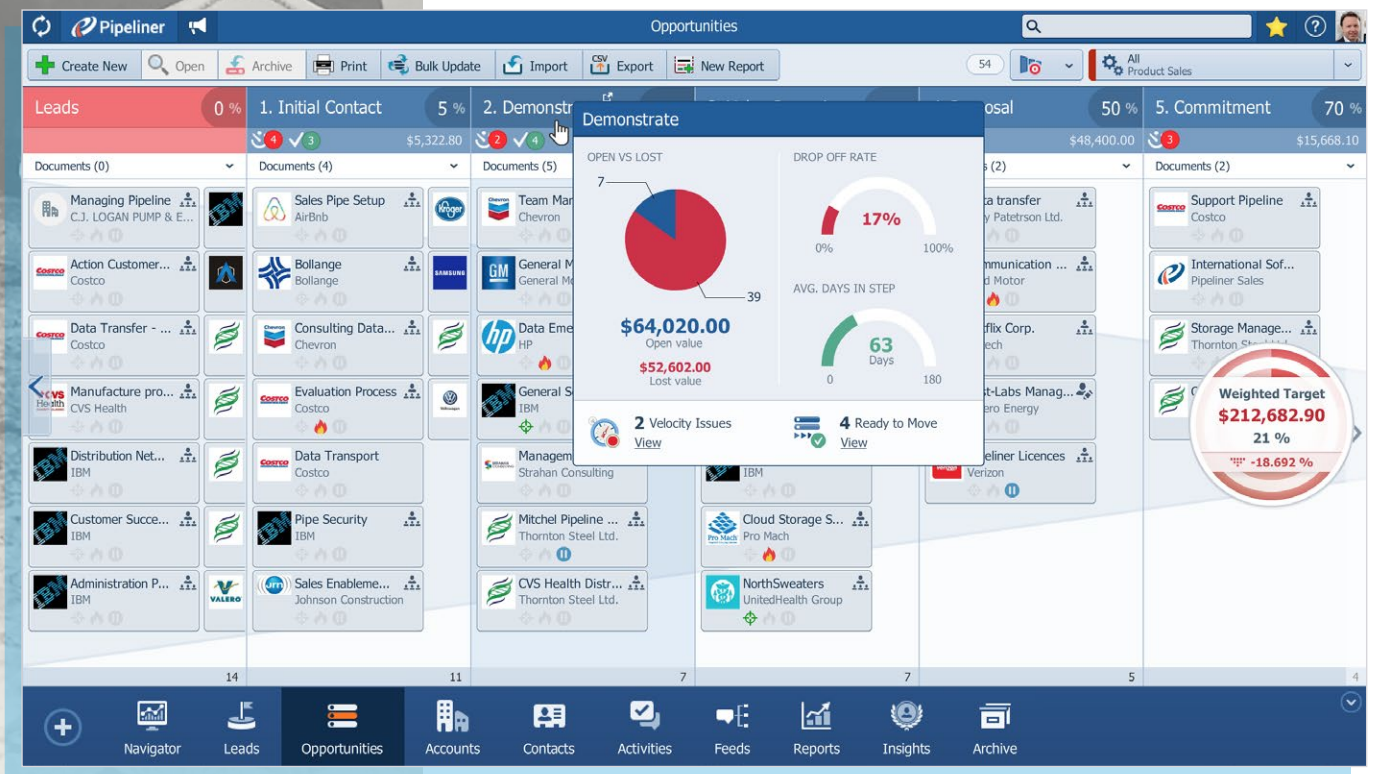 Pipeliner
Opportunities
Create New
Open
Archive
Print
Bulk Update
Import
CSV
Export
New Report
54
All
Product Sales
Leads
0 %
1. Initial Contact
5 %
2. Demonstr
osal
50 %
5. Commitment
70 %
4
3
$5,322.80
2
4
$48,400.00
3
$15,668.10
Documents (0)
Documents (4)
Documents (5)
s (2)
Documents (2)
Managing Pipeline
C.J. LOGAN PUMP & E...
IBM
Action Customer...
Costco
Data Transfer - ...
Costco
Manufacture pro...
CVS Health
Distribution Net...
IBM
Customer Succe...
IBM
Administration P...
IBM
VALERO
14
Sales Pipe Setup
AirBnb
Kroger
Bollange
Bollange
SAMSUNG
Consulting Data...
Chevron
Evaluation Process
Costco
Data Transport
Costco
Pipe Security
IBM
Sales Enableme...
Johnson Construction
11
Team Mar
Chevron
GM
General M
General Mo
hp
Data Eme
HP
General S
IBM
Managem
Strahan Consulting
Mitchel Pipeline ...
Thornton Steel Ltd.
CVS Health Distr...
Thornton Steel Ltd.
7
Demonstrate
OPEN VS LOST
7
39
$64,020.00
Open value
$52,602.00
Lost value
DROP OFF RATE
17%
0%
100%
AVG. DAYS IN STEP
63
Days
0
180
2 Velocity Issues
View
4 Ready to Move
View
IBM
Cloud Storage S...
Pro Mach
NorthSweaters
UnitedHealth Group
7
ta transfer
y Patetrson Ltd.
mmunication ...
d Motor
tflix Corp.
ech
st-Labs Manag...
ero Energy
eliner Licences
Verizon
5
Support Pipeline
Costco
International Sof...
Pipeliner Sales
Storage Manage...
Thornton Steel Ltd.
4
Weighted Target
$212,682.90
21 %
-18.692 %
Navigator
Leads
Opportunities
Accounts
Contacts
Activities
Feeds
Reports
Insights
Archive